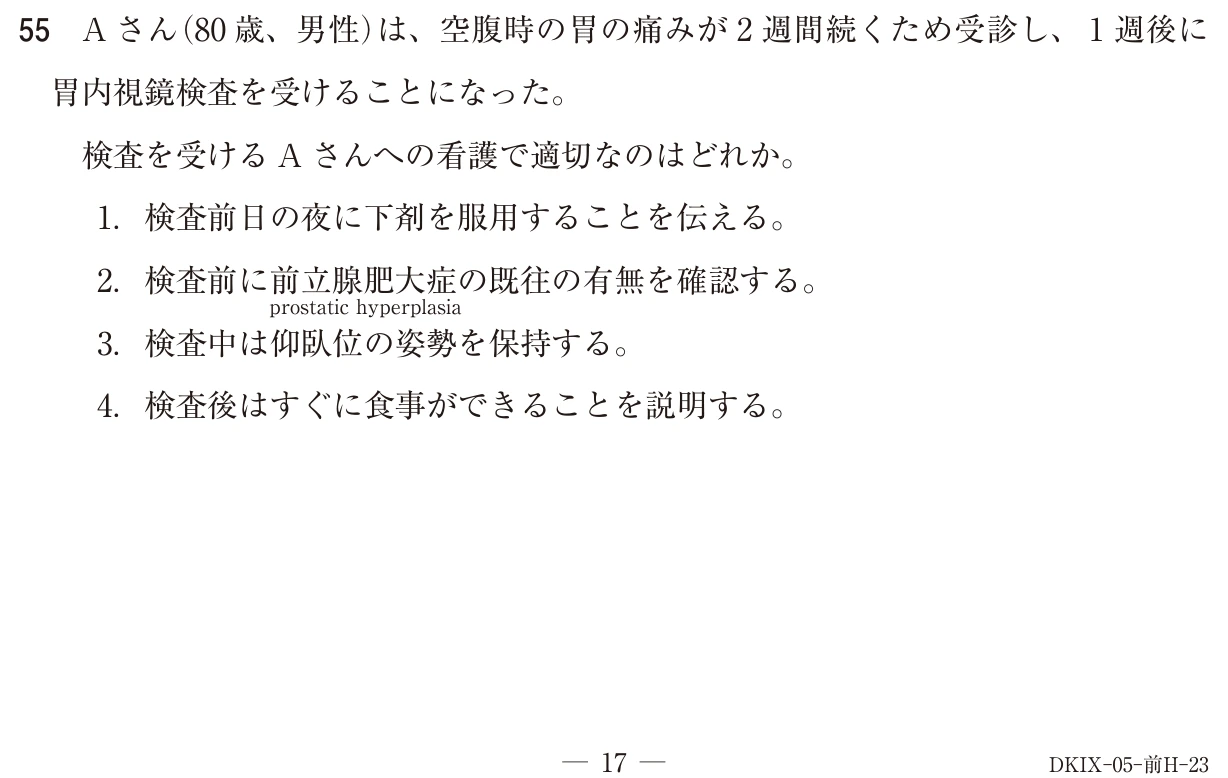 55 Aさん(80歳、男性)は、空腹時の胃の痛みが2週間続くため受診し、1週後に
胃内視鏡検査を受けることになった。
検査を受けるAさんへの看護で適切なのはどれか。
1. 検査前日の夜に下剤を服用することを伝える。
2. 検査前に前立腺肥大症の既往の有無を確認する。
prostatic hyperplasia
3. 検査中は仰臥位の姿勢を保持する。
4. 検査後はすぐに食事ができることを説明する。
— 17 —
DKIX-05-前H-23